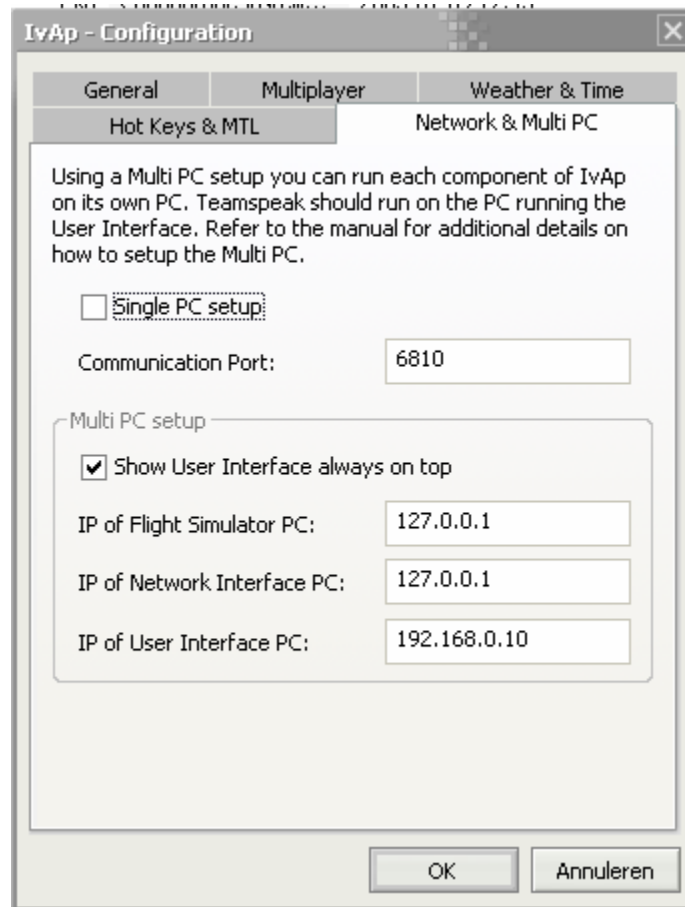 IvAp - Configuration
General Multiplayer Weather & Time
Hot Keys & MTL Network & Multi PC
Using a Multi PC setup you can run each component of IvAp
on its own PC. Teamspeak should run on the PC running the
User Interface. Refer to the manual for additional details on
how to setup the Multi PC.
Single PC setup
Communication Port: 6810
Multi PC setup
Show User Interface always on top
IP of Flight Simulator PC: 127.0.0.1
IP of Network Interface PC: 127.0.0.1
IP of User Interface PC: 192.168.0.10
OK Annuleren